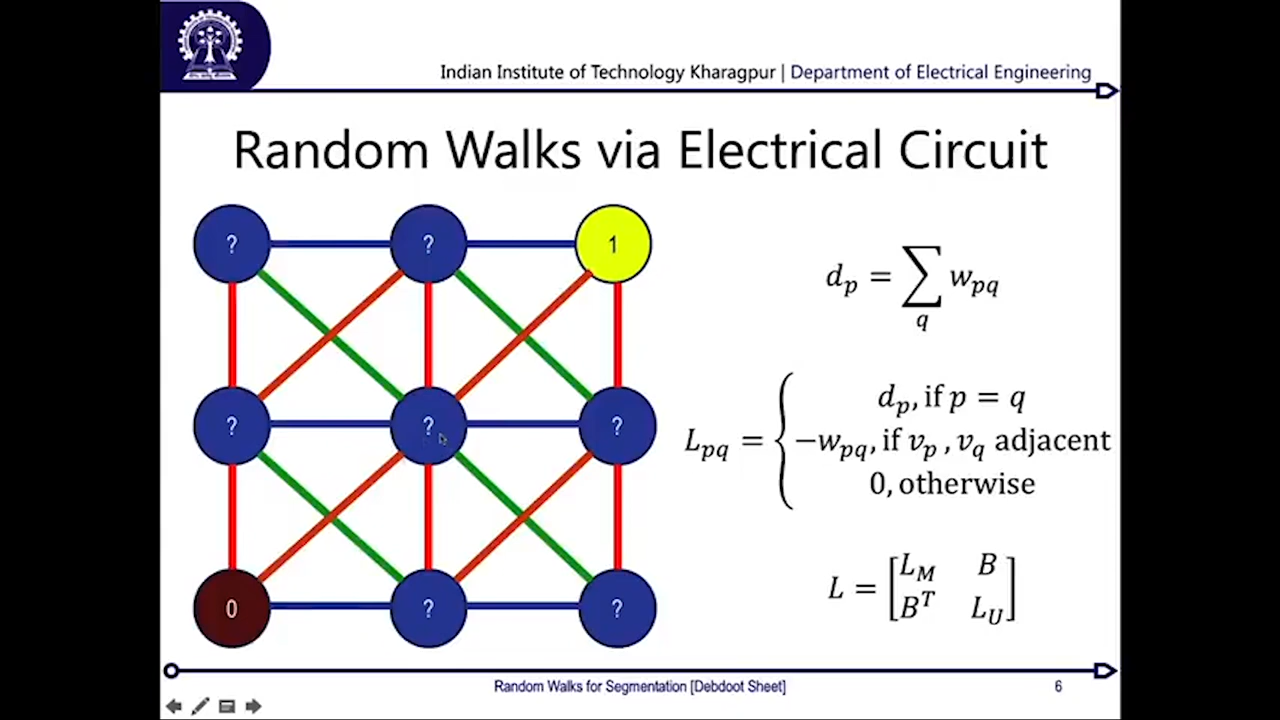 Indian Institute of Technology Kharagpur | Department of Electrical Engineering
Random Walks via Electrical Circuit
? ? 1
? ? ?
0 ? ?
d_p = ∑_q w_pq
L_pq = { d_p, if p = q
−w_pq, if v_p , v_q adjacent
0, otherwise
L = [ L_M B
B^T L_U ]
Random Walks for Segmentation [Debdoot Sheet]
6